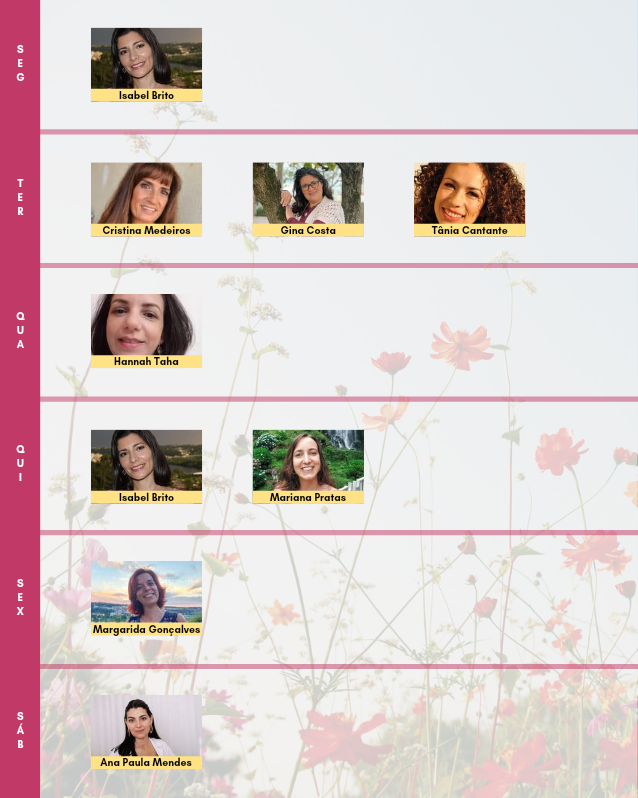 SEG
Isabel Brito
TER
Cristina Medeiros
Gina Costa
Tânia Cantante
QUA
Hannah Taha
QUI
Isabel Brito
Mariana Pratas
SEX
Margarida Gonçalves
SÁB
Ana Paula Mendes